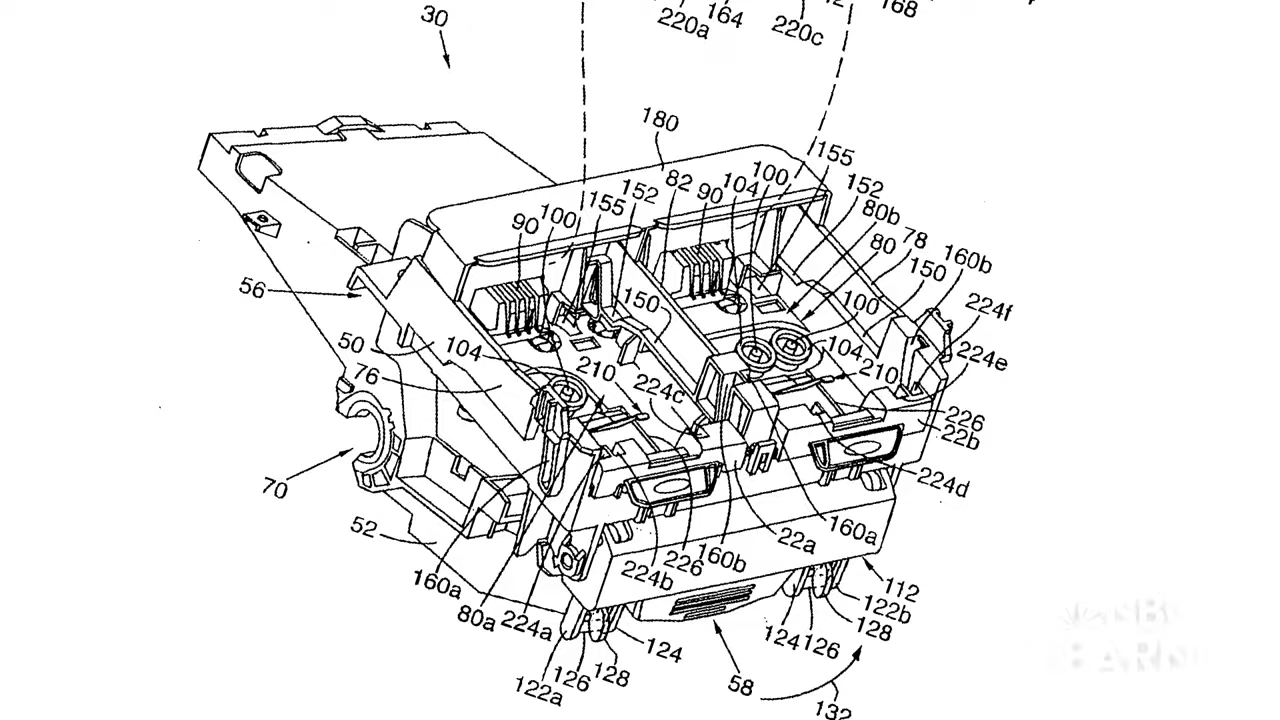 30
164
220a
220c
168
180
155
100
104
90
82
152
155
100
90
152
80b
78
80
150
160b
224f
100
150
56
50
104
76
210
224c
104
210
224e
226
22b
224d
70
52
160a
80a
224a
224b
226
160b
22a
160a
112
122b
128
126
124
124
128
126
122a
58
132